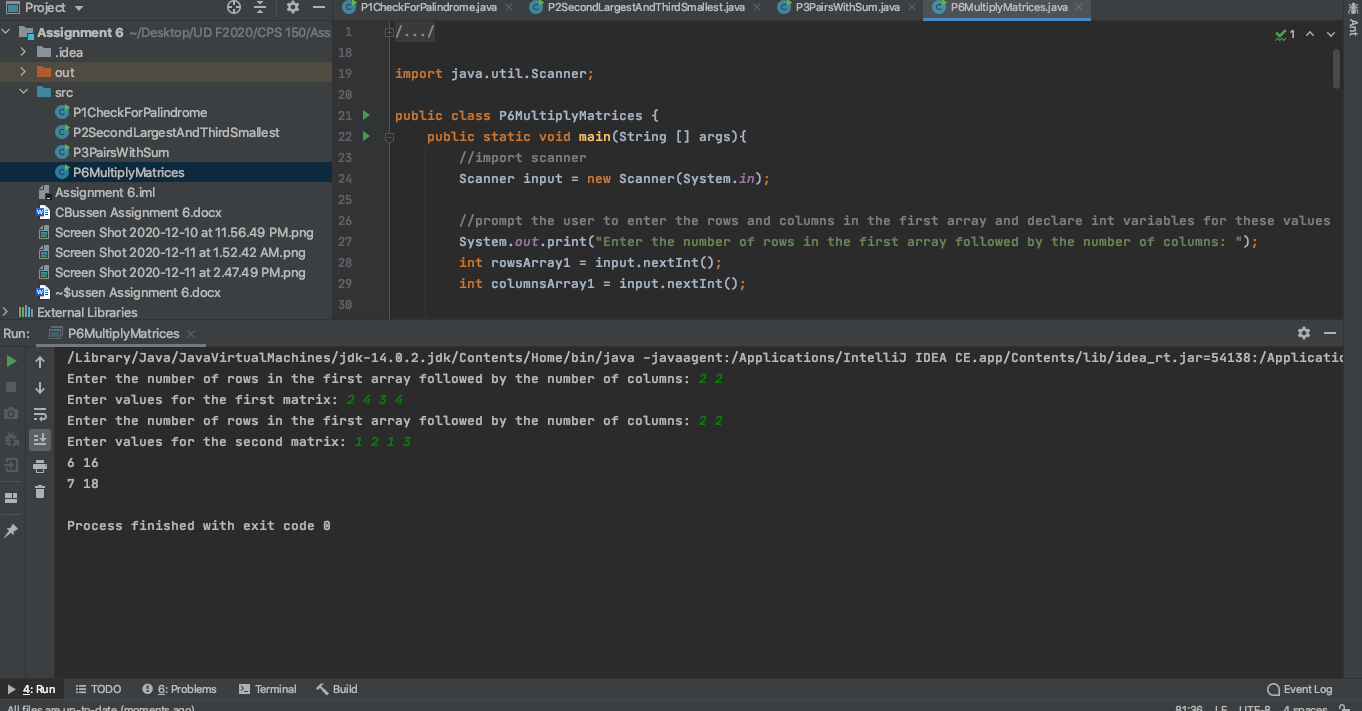 Project
P1CheckForPalindrome.java P2SecondLargestAndThirdSmallest.java P3PairsWithSum.java P6MultiplyMatrices.java
Assignment 6 ~/Desktop/UD F2020/CPS 150/Ass
.idea
out
src
P1CheckForPalindrome
P2SecondLargestAndThirdSmallest
P3PairsWithSum
P6MultiplyMatrices
Assignment 6.iml
CBussen Assignment 6.docx
Screen Shot 2020-12-10 at 11.56.49 PM.png
Screen Shot 2020-12-11 at 1.52.42 AM.png
Screen Shot 2020-12-11 at 2.47.49 PM.png
~$ussen Assignment 6.docx
External Libraries
1 /.../
18
19 import java.util.Scanner;
20
21 public class P6MultiplyMatrices {
22 public static void main(String [] args){
23 //import scanner
24 Scanner input = new Scanner(System.in);
25
26 //prompt the user to enter the rows and columns in the first array and declare int variables for these values
27 System.out.print("Enter the number of rows in the first array followed by the number of columns: ");
28 int rowsArray1 = input.nextInt();
29 int columnsArray1 = input.nextInt();
30
1
Ant
Run: P6MultiplyMatrices
/Library/Java/JavaVirtualMachines/jdk-14.0.2.jdk/Contents/Home/bin/java -javaagent:/Applications/IntelliJ IDEA CE.app/Contents/lib/idea_rt.jar=54138:/Applicatio
Enter the number of rows in the first array followed by the number of columns: 2 2
Enter values for the first matrix: 2 4 3 4
Enter the number of rows in the first array followed by the number of columns: 2 2
Enter values for the second matrix: 1 2 1 3
6 16
7 18
Process finished with exit code 0
4: Run TODO 6: Problems Terminal Build Event Log
All files are up-to-date (moments ago) 81:36 LF UTF-8 4 spaces